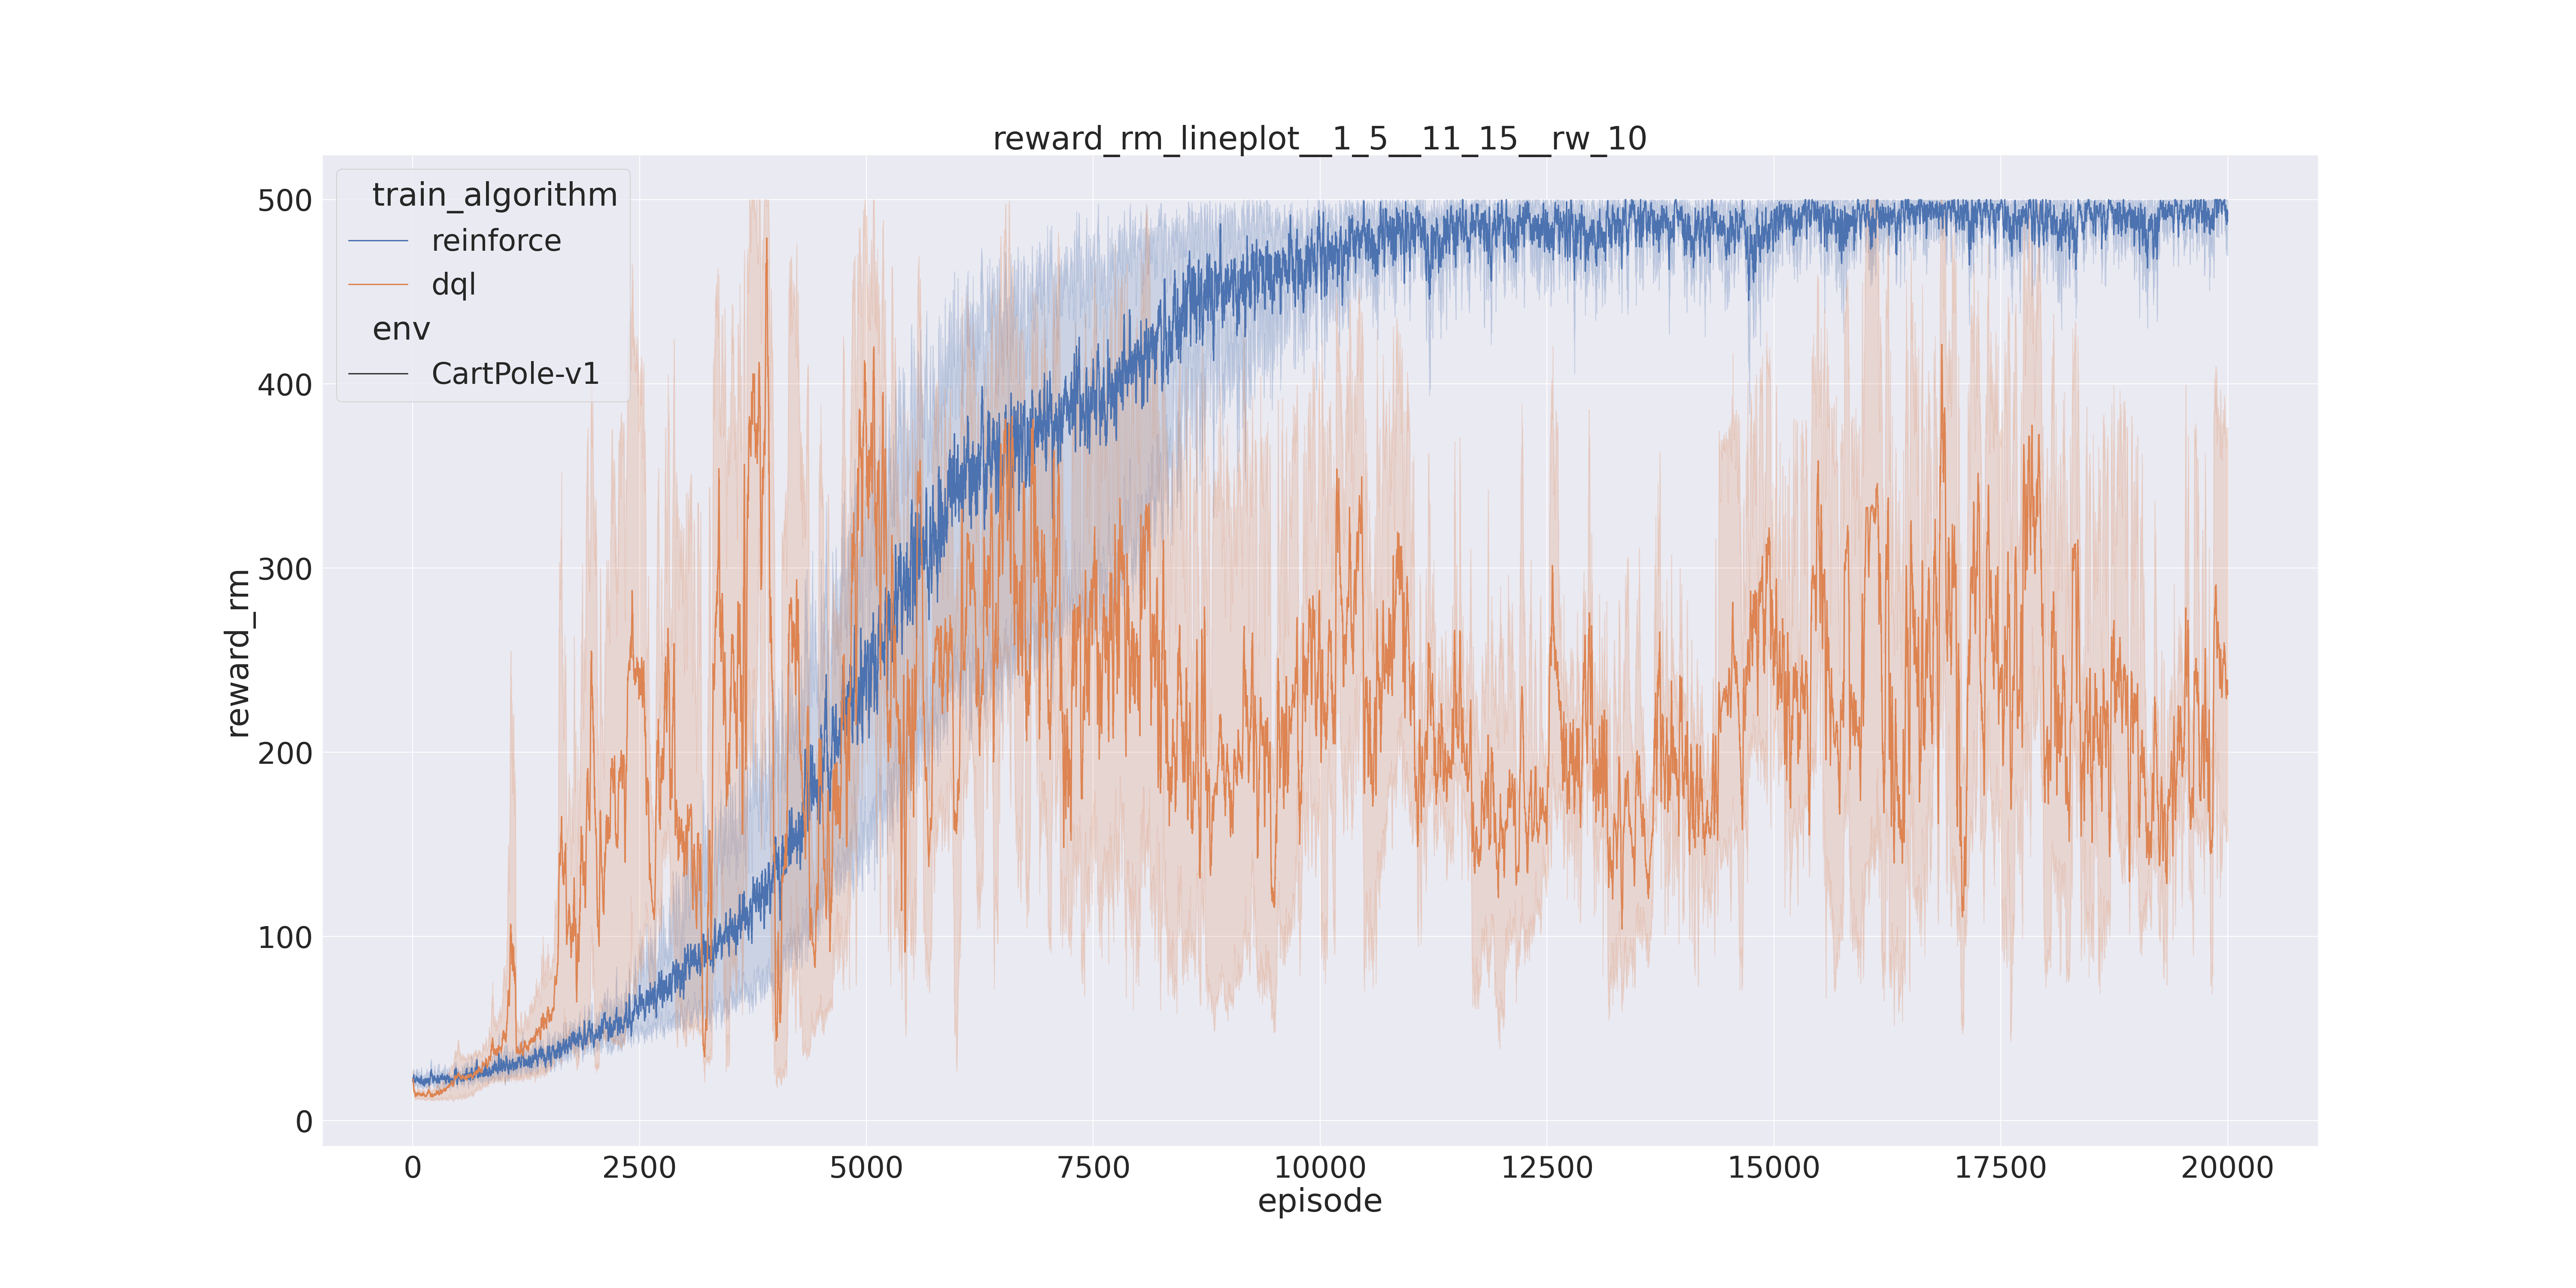 reward_rm_lineplot__1_5__11_15__rw_10
train_algorithm
reinforce
dql
env
CartPole-v1
500
400
300
200
100
0
reward_rm
0 2500 5000 7500 10000 12500 15000 17500 20000
episode